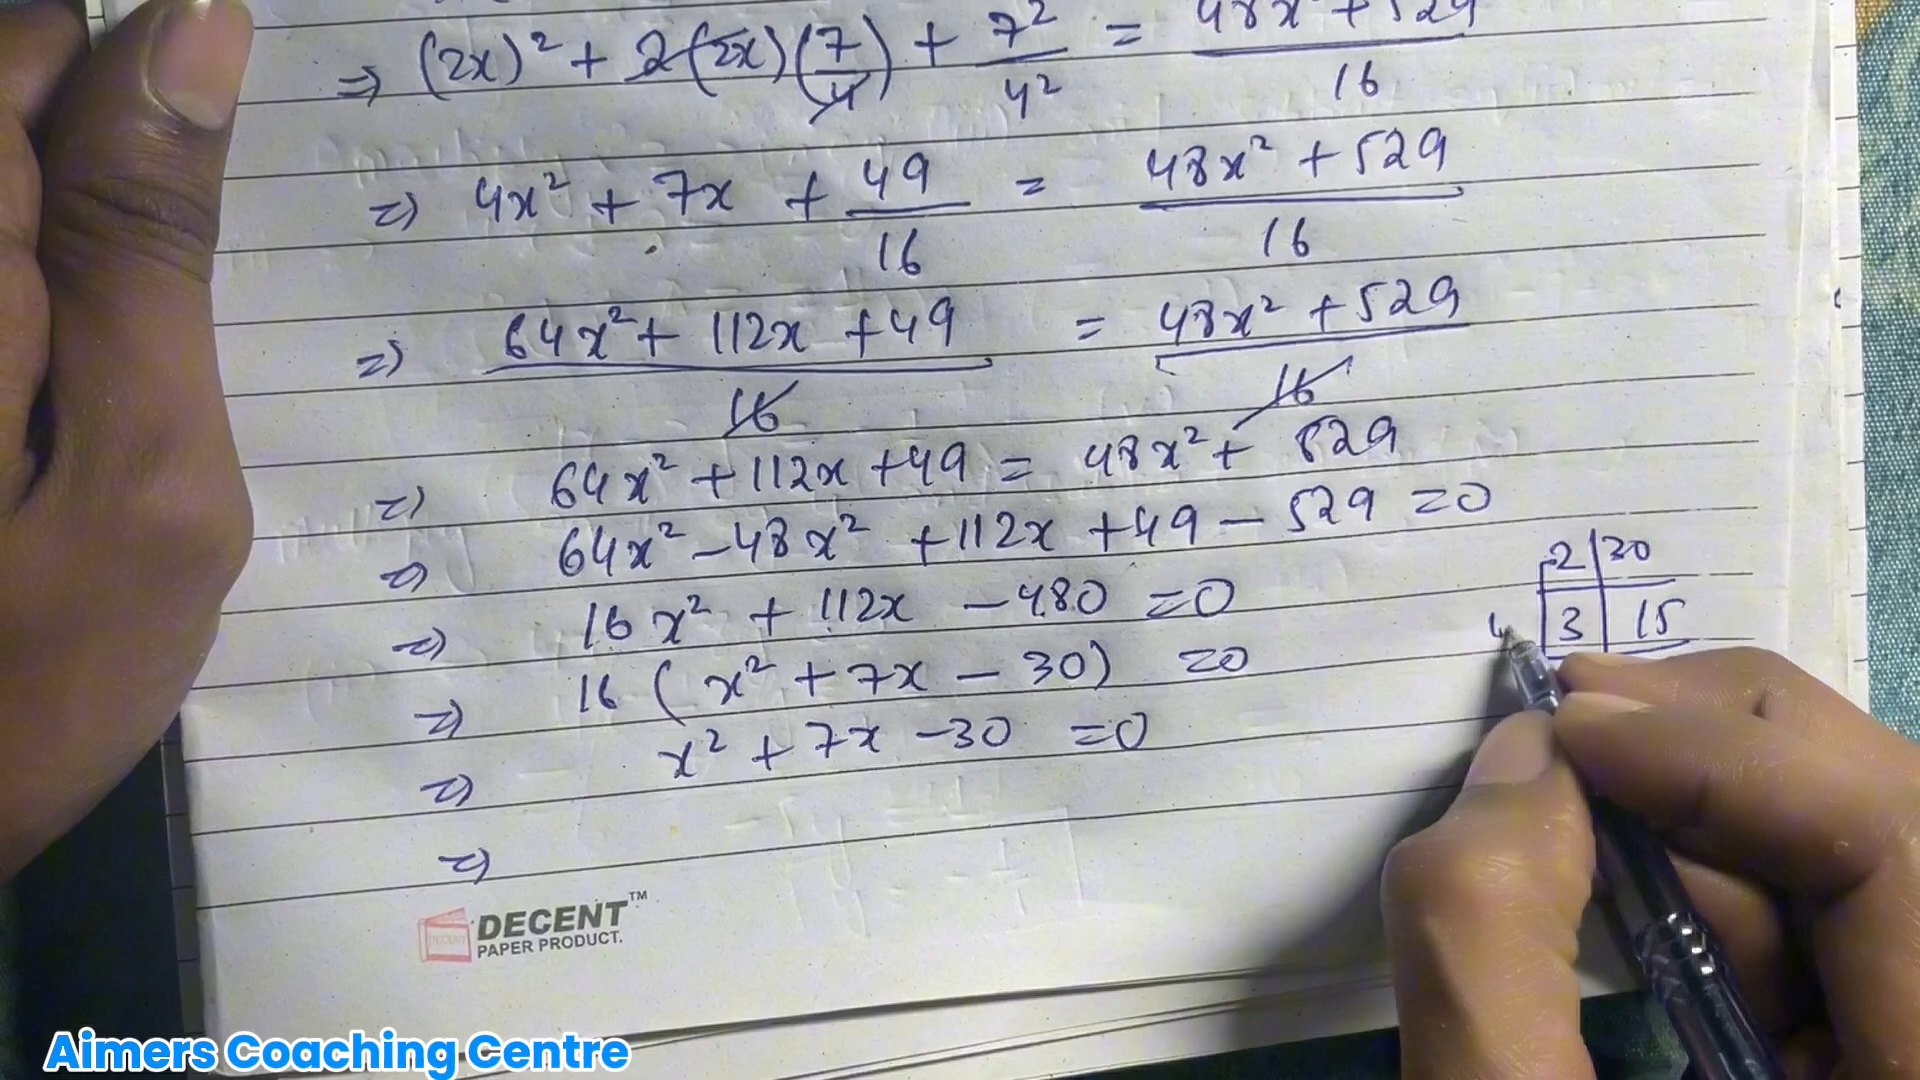 ⇒ (2x)² + 2(2x)(7/4) + 7²/4² = 48x² + 529/16
⇒ 4x² + 7x + 49/16 = 48x² + 529/16
⇒ 64x² + 112x + 49/16 = 48x² + 529/16
⇒ 64x² + 112x + 49 = 48x² + 529
⇒ 64x² - 48x² + 112x + 49 - 529 = 0
⇒ 16x² + 112x - 480 = 0
⇒ 16 (x² + 7x - 30) = 0
⇒ x² + 7x - 30 = 0
⇒
2 | 30
3 | 15
DECENT™
PAPER PRODUCT.
Aimers Coaching Centre